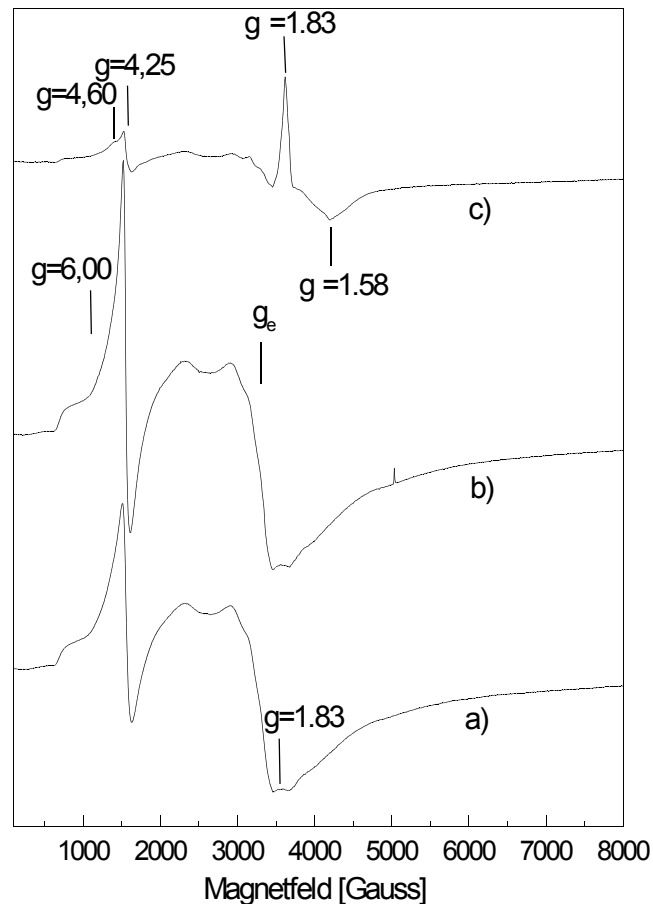 g =1.83
g=4,25
g=4,60
c)
g=6,00
g =1.58
ge
b)
g=1.83
a)
1000 2000 3000 4000 5000 6000 7000 8000
Magnetfeld [Gauss]